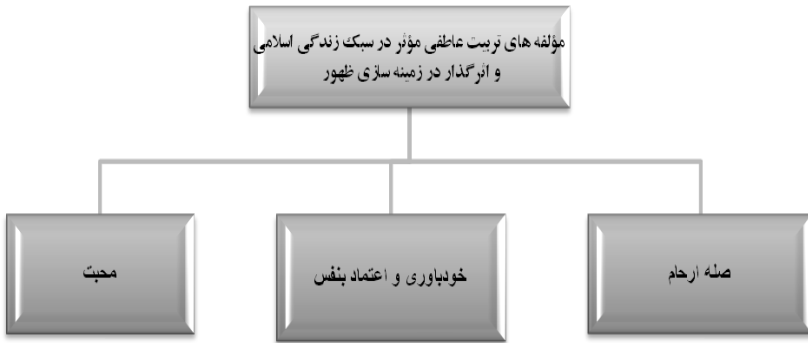 مؤلفه های تربیت عاطفی مؤثر در سبک زندگی اسلامی
و اثرگذار در زمینه سازی ظهور
صله ارحام
خودباوری و اعتماد بنفس
محبت